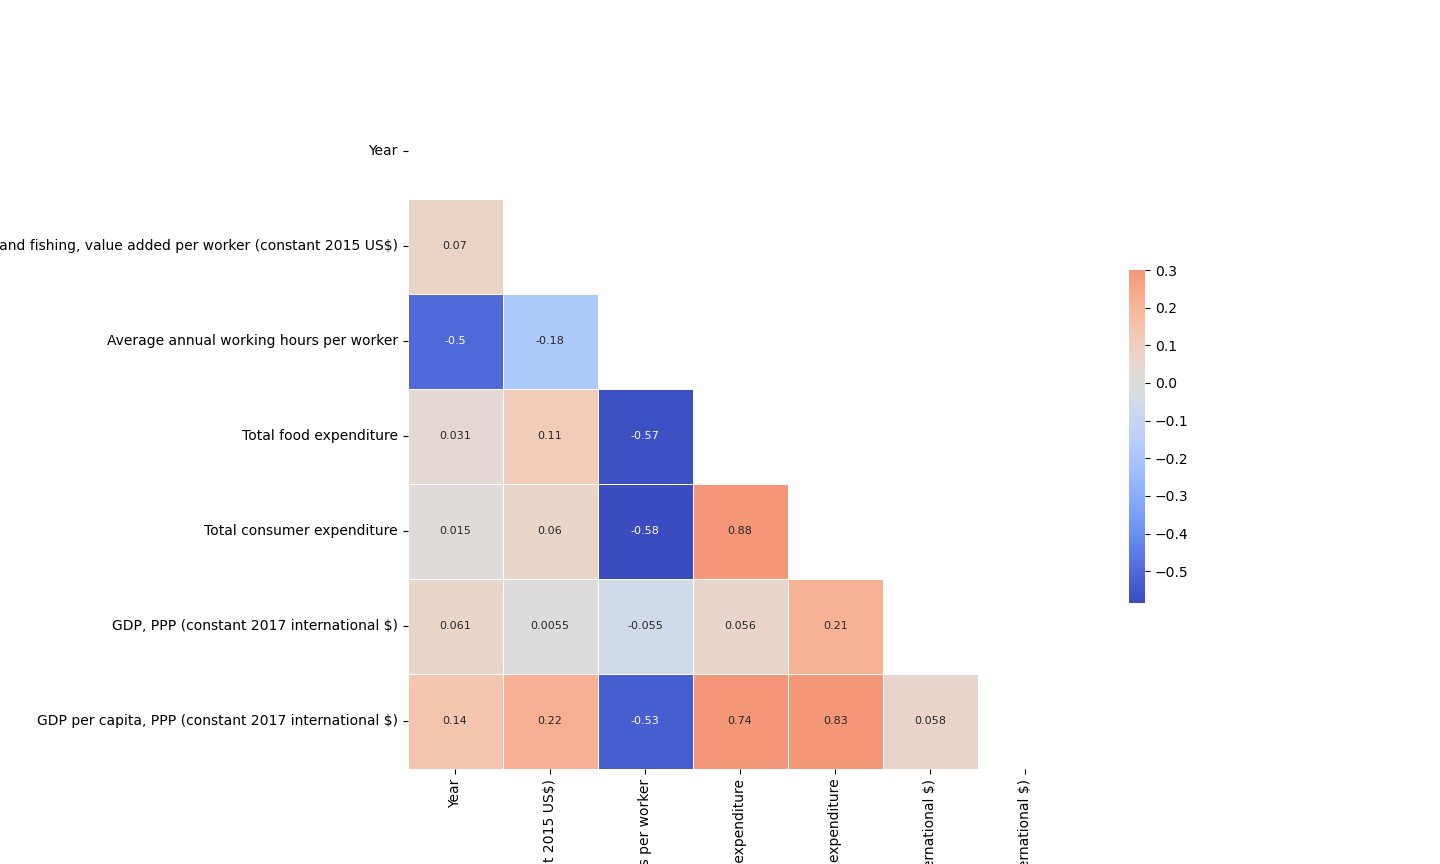 Year
and fishing, value added per worker (constant 2015 US$)
0.07
Average annual working hours per worker
-0.5 -0.18
Total food expenditure
0.031 0.11 -0.57
Total consumer expenditure
0.015 0.06 -0.58 0.88
GDP, PPP (constant 2017 international $)
0.061 0.0055 -0.055 0.056 0.21
GDP per capita, PPP (constant 2017 international $)
0.14 0.22 -0.53 0.74 0.83 0.058
Year
2015 US$)
per worker
expenditure
expenditure
$)
$)
0.3
0.2
0.1
0.0
−0.1
−0.2
−0.3
−0.4
−0.5